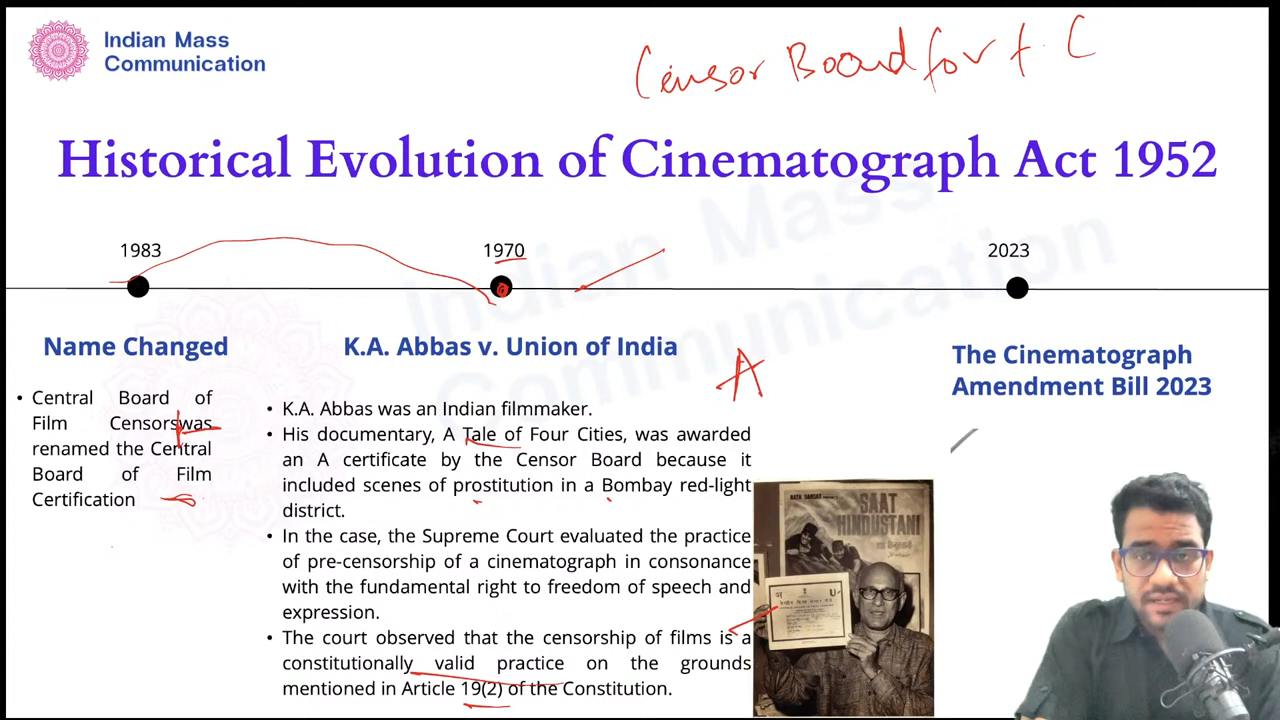 Indian Mass
Communication
Censor Board for f. C
Historical Evolution of Cinematograph Act 1952
1983
1970
2023
Name Changed
• Central Board of
Film Censorswas
renamed the Central
Board of Film
Certification
K.A. Abbas v. Union of India
A
• K.A. Abbas was an Indian filmmaker.
• His documentary, A Tale of Four Cities, was awarded
an A certificate by the Censor Board because it
included scenes of prostitution in a Bombay red-light
district.
• In the case, the Supreme Court evaluated the practice
of pre-censorship of a cinematograph in consonance
with the fundamental right to freedom of speech and
expression.
• The court observed that the censorship of films is a
constitutionally valid practice on the grounds
mentioned in Article 19(2) of the Constitution.
The Cinematograph
Amendment Bill 2023
SAAT
HINDUSTANI
अ U
Indian Mass
Communication